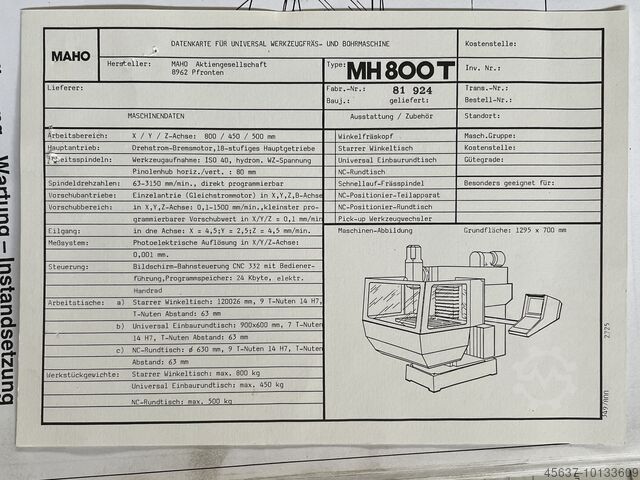 MAHO
DATENKARTE FÜR UNIVERSAL WERKZEUGFRÄS- UND BOHRMASCHINE
Hersteller: MAHO Aktiengesellschaft
8962 Pfronten
Type: MH 800 T
Kostenstelle:
Inv. Nr.:
Lieferer:
Fabr.-Nr.: 81 924
Bauj.: geliefert:
Trans.-Nr.:
Bestell-Nr.:
MASCHINENDATEN
Ausstattung / Zubehör
Standort:
Arbeitsbereich: X / Y / Z-Achse: 800 / 450 / 500 mm
Hauptantrieb: Drehstrom-Bremsmotor,18-stufiges Hauptgetriebe
Arbeitsspindeln: Werkzeugaufnahme: ISO 40, hydrom. WZ-Spannung
Pinolenhub horiz./vert. : 80 mm
Spindeldrehzahlen: 63-3150 mm/min., direkt programmierbar
Vorschubantriebe: Einzelantrie (Gleichstrommotor) in X,Y,Z,B-Achse
Vorschubbereich: in X,Y,Z-Achse: 0,1-1500 mm/min.,kleinster pro-
grammierbarer Vorschubwert in X/Y/Z = 0,1 mm/min
Eilgang: in dne Achse: X = 4,5;Y = 2,5;Z = 4,5 mm/min.
Meßsystem: Photoelektrische Auflösung in X/Y/Z-Achse:
0,001 mm.
Steuerung: Bildschirm-Bahnsteuerung CNC 332 mit Bediener-
führung,Programmspeicher: 24 Kbyte, elektr.
Handrad
Arbeitstische: a) Starrer Winkeltisch: 120026 mm, 9 T-Nuten 14 H7,
T-Nuten Abstand: 63 mm
b) Universal Einbaurundtisch: 900x600 mm, 7 T-Nuten
14 H7, T-Nuten Abstand: 63 mm
c) NC-Rundtisch: ø 630 mm, 9 T-Nuten 14 H7, T-Nuten
Abstand: 63 mm
Werkstückgewichte: Starrer Winkeltisch: max. 800 kg
Universal Einbaurundtisch: max. 450 kg
NC-Rundtisch: max. 500 kg
Winkelfräskopf
Starrer Winkeltisch
Universal Einbaurundtisch
NC-Rundtisch
Schnellauf-Frässpindel
NC-Positionier-Teilapparat
NC-Positionier-Rundtisch
Pick-up Werkzeugwechsler
Masch.Gruppe:
Kostenstelle:
Gütegrade:
Besonders geeignet für:
Maschinen-Abbildung Grundfläche: 1295 x 700 mm
2725
Wartung – Instandsetzung
45637-10133609